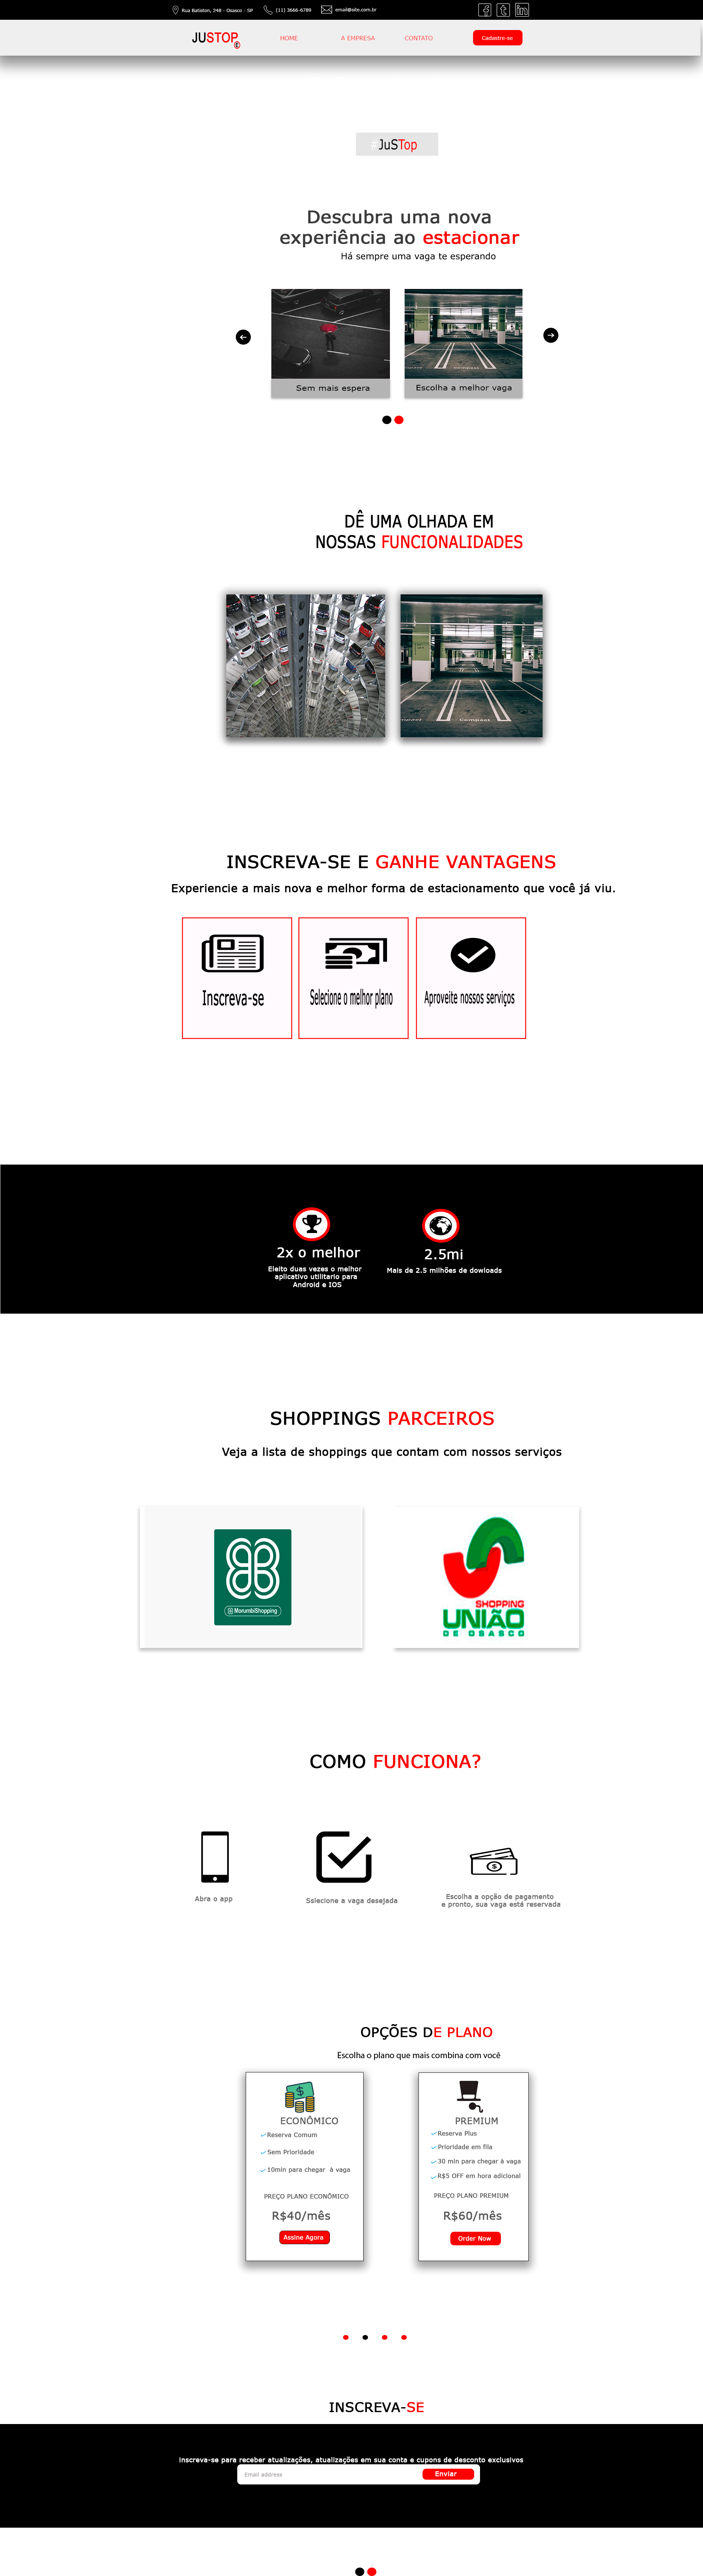 Rua Batiston, 248 - Osasco - SP
(11) 3666-6789
email@site.com.br
JUSTOP
HOME
A EMPRESA
CONTATO
Cadastre-se
#JuSTop
Descubra uma nova
experiência ao estacionar
Há sempre uma vaga te esperando
Sem mais espera
Escolha a melhor vaga
DÊ UMA OLHADA EM
NOSSAS FUNCIONALIDADES
Compact
INSCREVA-SE E GANHE VANTAGENS
Experiencie a mais nova e melhor forma de estacionamento que você já viu.
Inscreva-se
Selecione o melhor plano
Aproveite nossos serviços
2x o melhor
Eleito duas vezes o melhor
aplicativo utilitario para
Android e IOS
2.5mi
Mais de 2.5 milhões de dowloads
SHOPPINGS PARCEIROS
Veja a lista de shoppings que contam com nossos serviços
MorumbiShopping
SHOPPING
UNIÃO
DE OSASCO
COMO FUNCIONA?
Abra o app
Sslecione a vaga desejada
Escolha a opção de pagamento
e pronto, sua vaga está reservada
OPÇÕES DE PLANO
Escolha o plano que mais combina com você
ECONÔMICO
Reserva Comum
Sem Prioridade
10min para chegar à vaga
PREÇO PLANO ECONÔMICO
R$40/mês
Assine Agora
PREMIUM
Reserva Plus
Prioridade em fila
30 min para chegar à vaga
R$5 OFF em hora adicional
PREÇO PLANO PREMIUM
R$60/mês
Order Now
INSCREVA-SE
Inscreva-se para receber atualizações, atualizações em sua conta e cupons de desconto exclusivos
Email address
Enviar